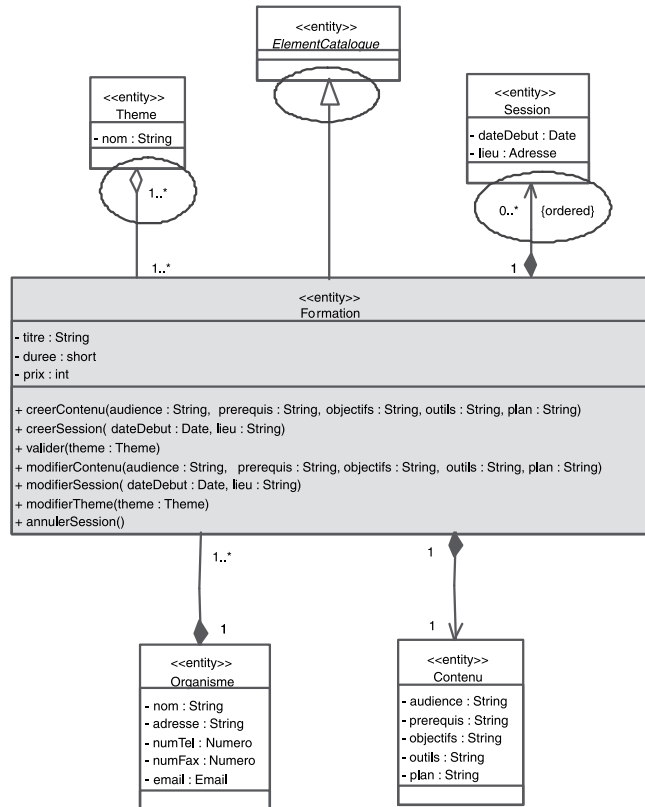 <<entity>>
ElementCatalogue
<<entity>>
Theme
- nom : String
1..*
1..*
<<entity>>
Session
- dateDebut : Date
- lieu : Adresse
0..* {ordered}
1
<<entity>>
Formation
- titre : String
- duree : short
- prix : int
+ creerContenu(audience : String, prerequis : String, objectifs : String, outils : String, plan : String)
+ creerSession( dateDebut : Date, lieu : String)
+ valider(theme : Theme)
+ modifierContenu(audience : String, prerequis : String, objectifs : String, outils : String, plan : String)
+ modifierSession( dateDebut : Date, lieu : String)
+ modifierTheme(theme : Theme)
+ annulerSession()
1..*
1
1
1
<<entity>>
Organisme
- nom : String
- adresse : String
- numTel : Numero
- numFax : Numero
- email : Email
<<entity>>
Contenu
- audience : String
- prerequis : String
- objectifs : String
- outils : String
- plan : String